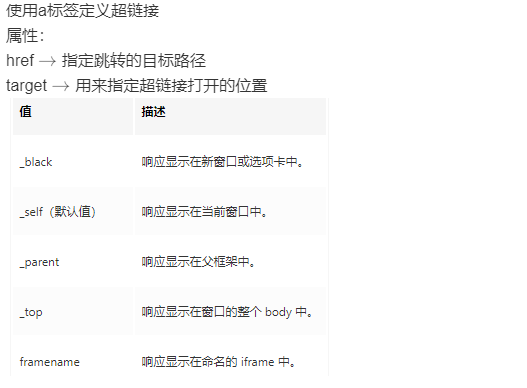 使用a标签定义超链接
属性：
href → 指定跳转的目标路径
target → 用来指定超链接打开的位置
值 描述
_black 响应显示在新窗口或选项卡中。
_self（默认值） 响应显示在当前窗口中。
_parent 响应显示在父框架中。
_top 响应显示在窗口的整个 body 中。
framename 响应显示在命名的 iframe 中。